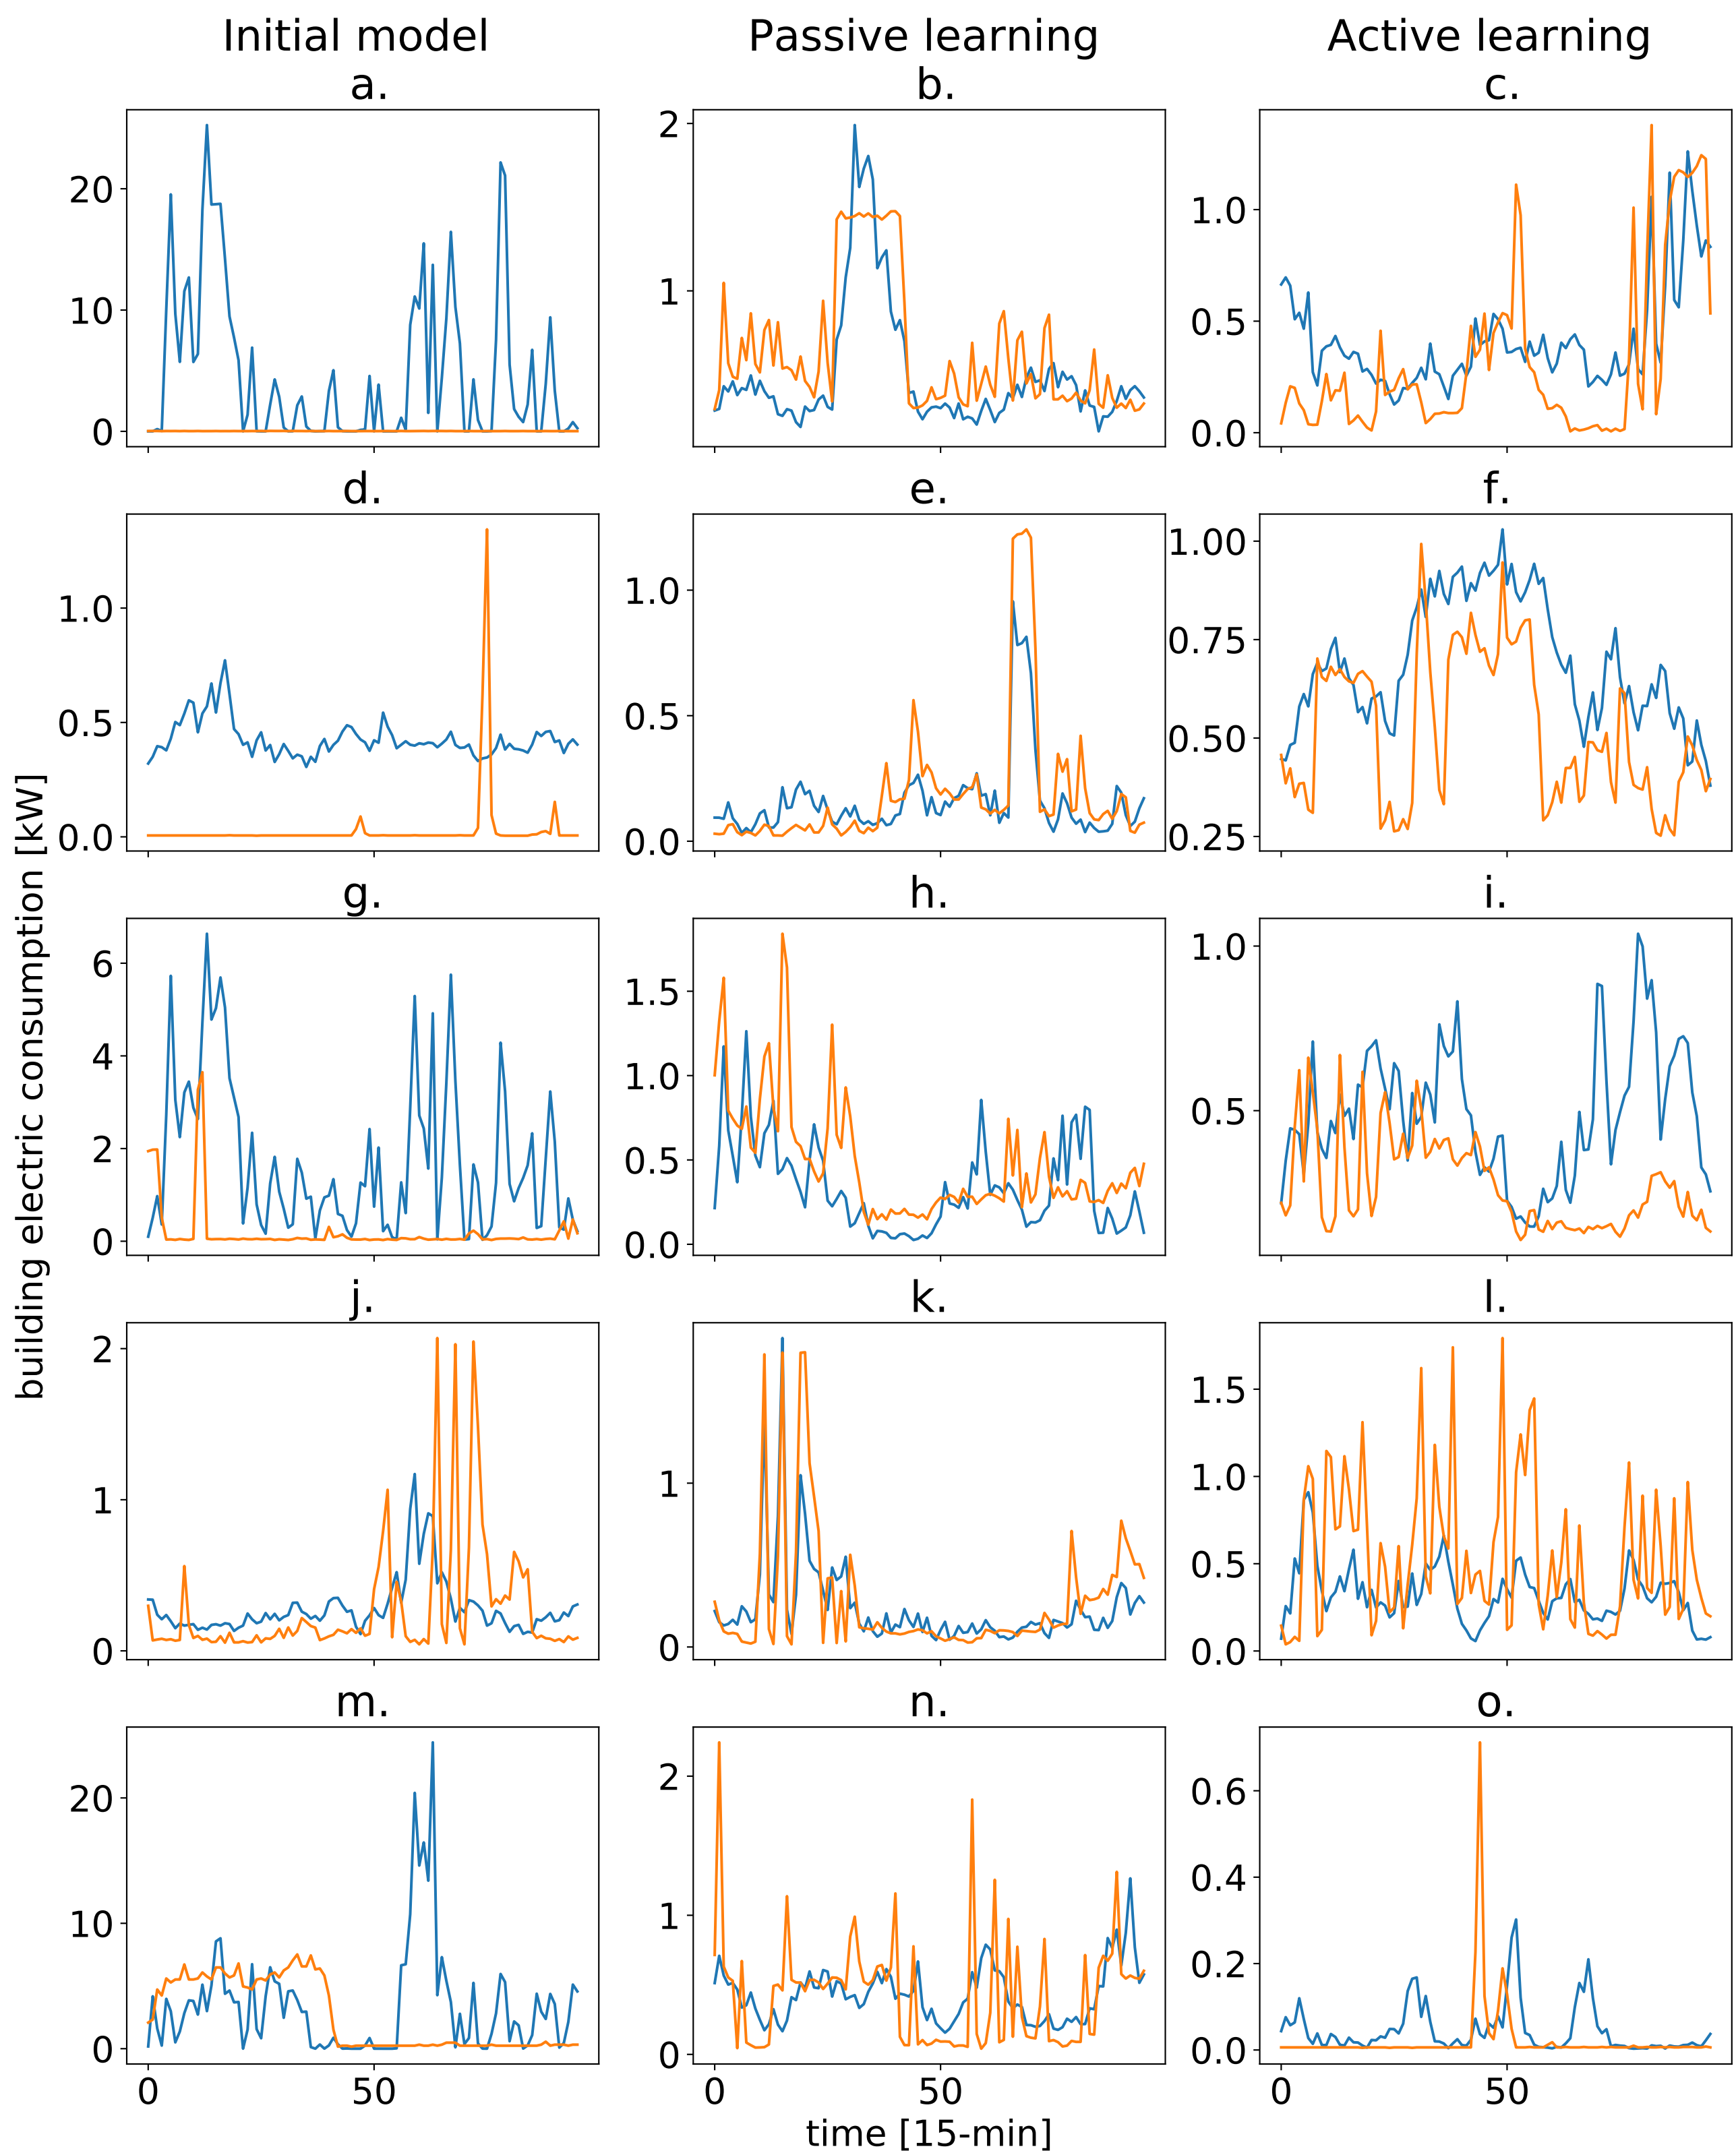 Initial model Passive learning Active learning
a. b. c.
20 2 1.0
10 1 0.5
0 0.0
d. e. f.
1.0 1.0 1.00
0.5 0.5 0.75
0.0 0.0 0.50
0.25
g. h. i.
6 1.5 1.0
4 1.0 0.5
2 0.5
0 0.0
building electric consumption [kW]
j. k. l.
2 1 1.5
1 0 1.0
0 0.5
0.0
m. n. o.
20 2 0.6
10 1 0.4
0 0 0.2
0.0
0 50 0 50 0 50
time [15-min]